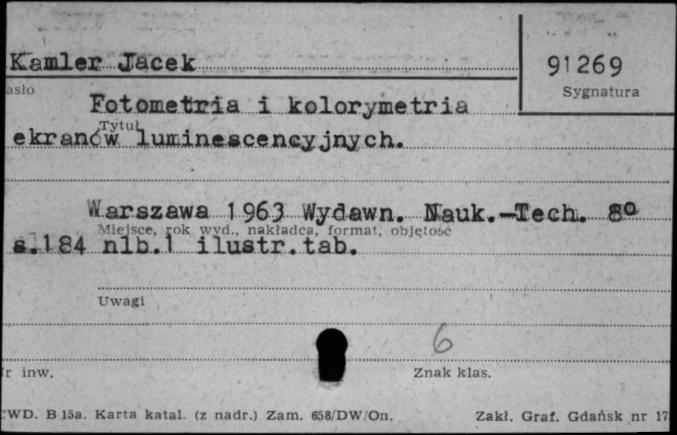 Kamler Jacek
91269
asło
Sygnatura
Fotometria i kolorymetria
Tytuł
ekranów luminescencyjnych.
Warszawa 1963 Wydawn. Nauk.-Tech. 8º
Miejsce, rok wyd., nakładca, format, objętość
s.184 nlb.1 ilustr.tab.
Uwagi
6
r inw.
Znak klas.
CWD. B 15a. Karta katal. (z nadr.) Zam. 658/DW/On.
Zakł. Graf. Gdańsk nr 17